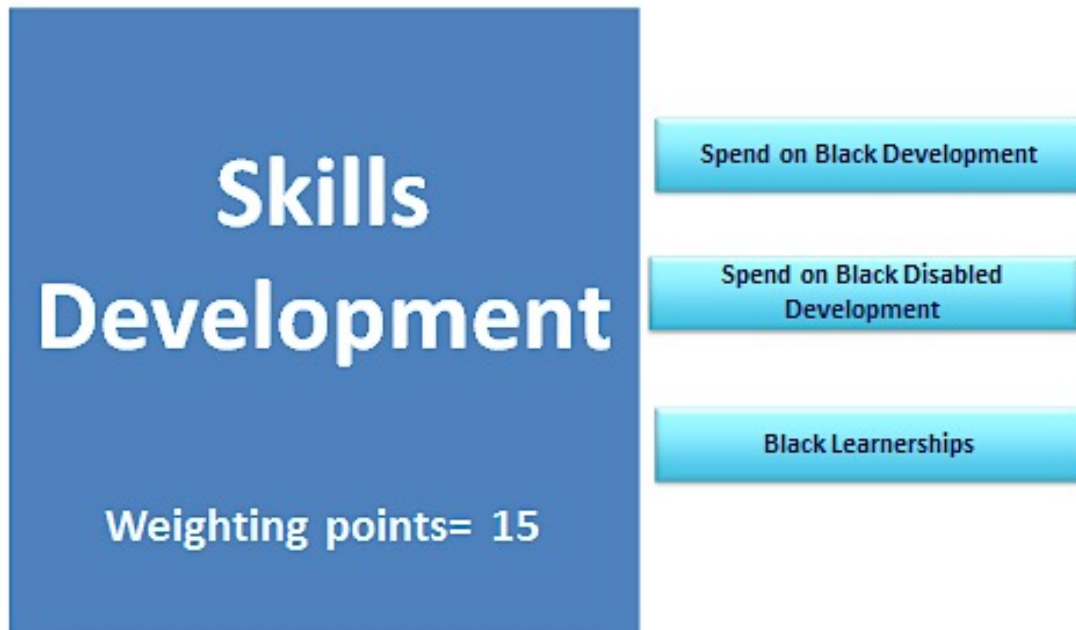 Skills
Development
Weighting points= 15
Spend on Black Development
Spend on Black Disabled
Development
Black Learnerships